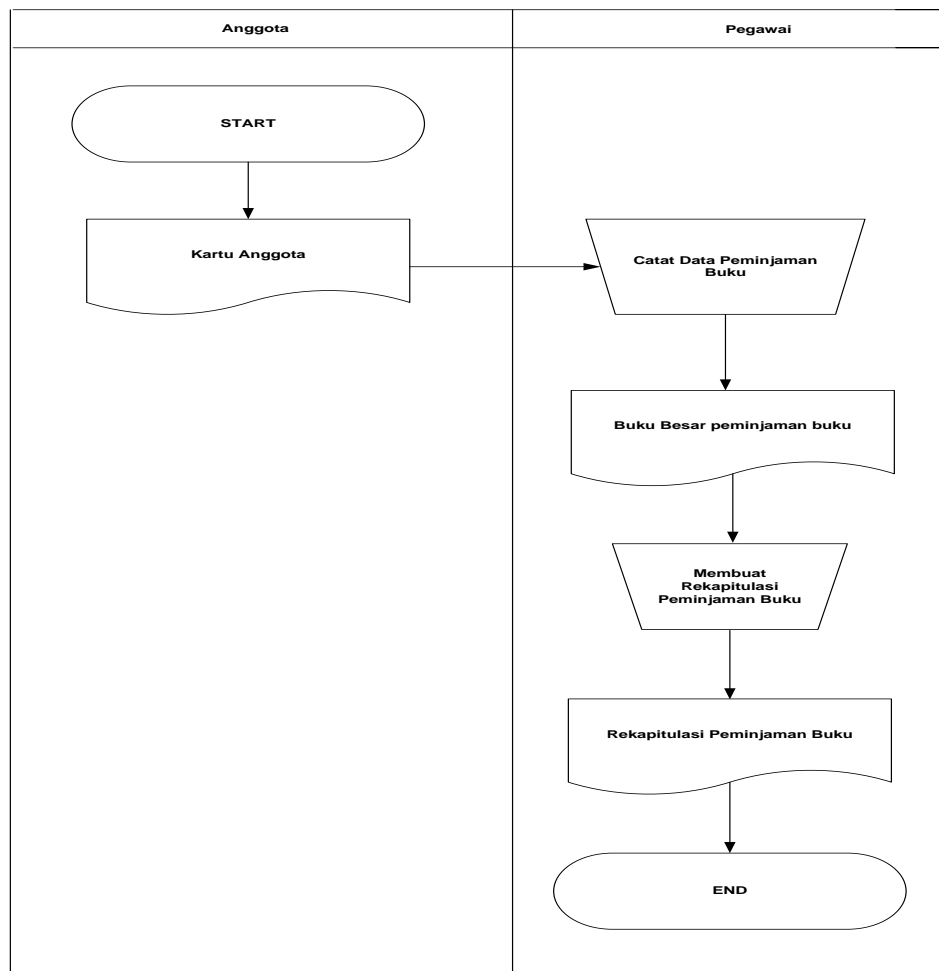 Anggota
Pegawai
START
Kartu Anggota
Catat Data Peminjaman
Buku
Buku Besar peminjaman buku
Membuat
Rekapitulasi
Peminjaman Buku
Rekapitulasi Peminjaman Buku
END